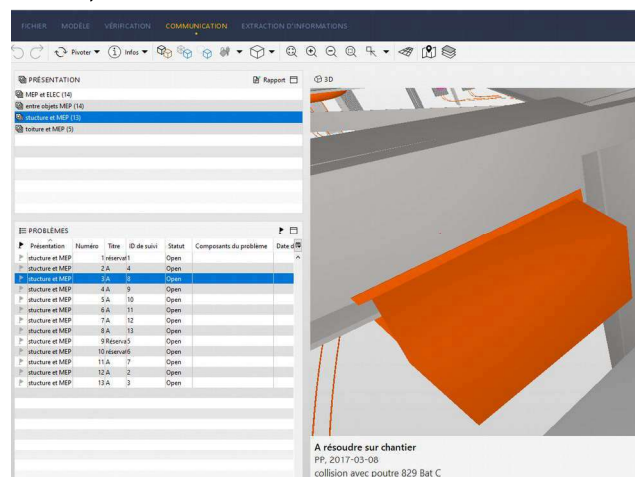 FICHIER MODÈLE VÉRIFICATION COMMUNICATION EXTRACTION D'INFORMATIONS
Pivoter Infos
PRÉSENTATION Rapport
MEP et ELEC (14)
entre objets MEP (14)
stucture et MEP (13)
toiture et MEP (5)
PROBLÈMES
Présentation Numéro Titre ID de suivi Statut Composants du problème Date d
stucture et MEP 1 réservat 1 Open
stucture et MEP 2 A 4 Open
stucture et MEP 3 A 8 Open
stucture et MEP 4 A 9 Open
stucture et MEP 5 A 10 Open
stucture et MEP 6 A 11 Open
stucture et MEP 7 A 12 Open
stucture et MEP 8 A 13 Open
stucture et MEP 9 Réserva 5 Open
stucture et MEP 10 réservat 6 Open
stucture et MEP 11 A 7 Open
stucture et MEP 12 A 2 Open
stucture et MEP 13 A 3 Open
3D
A résoudre sur chantier
PP, 2017-03-08
collision avec poutre 829 Bat C